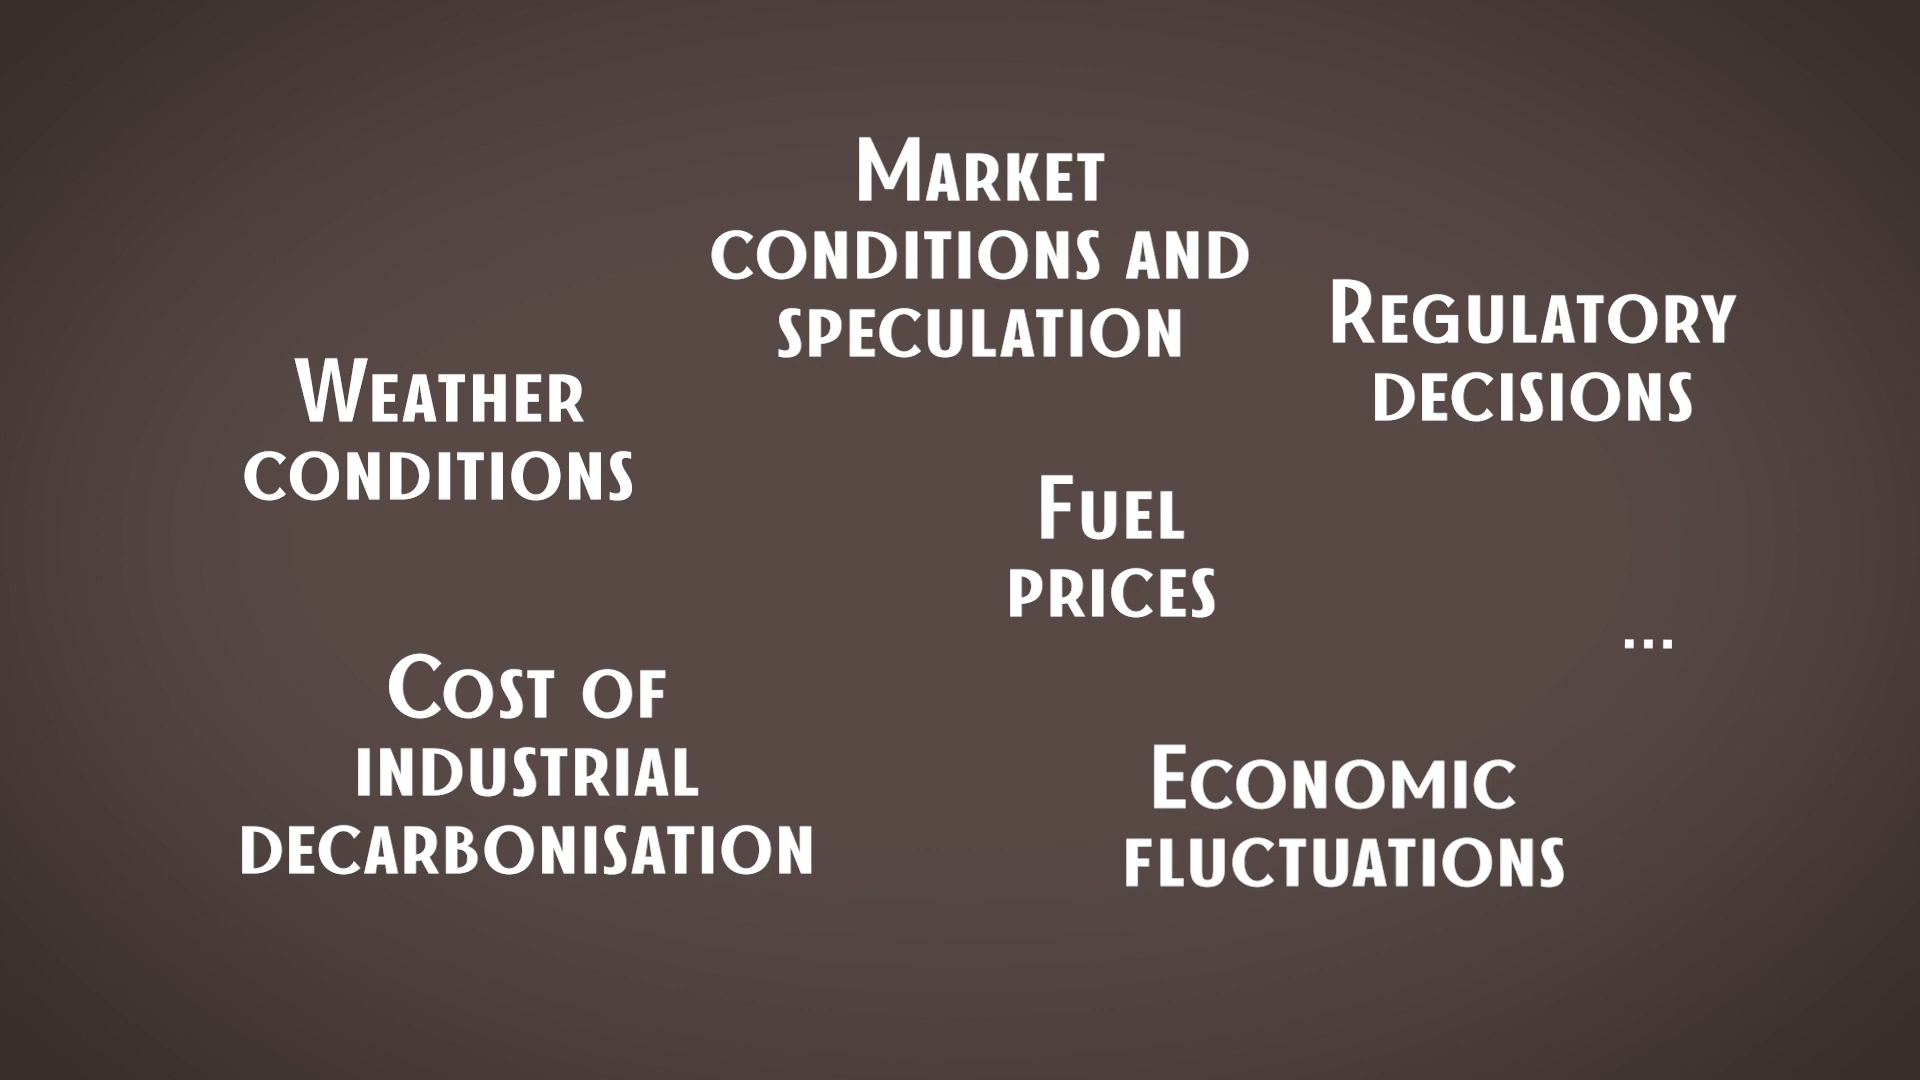 Market
conditions and
speculation
Regulatory
decisions
Weather
conditions
Fuel
prices
...
Cost of
industrial
decarbonisation
Economic
fluctuations